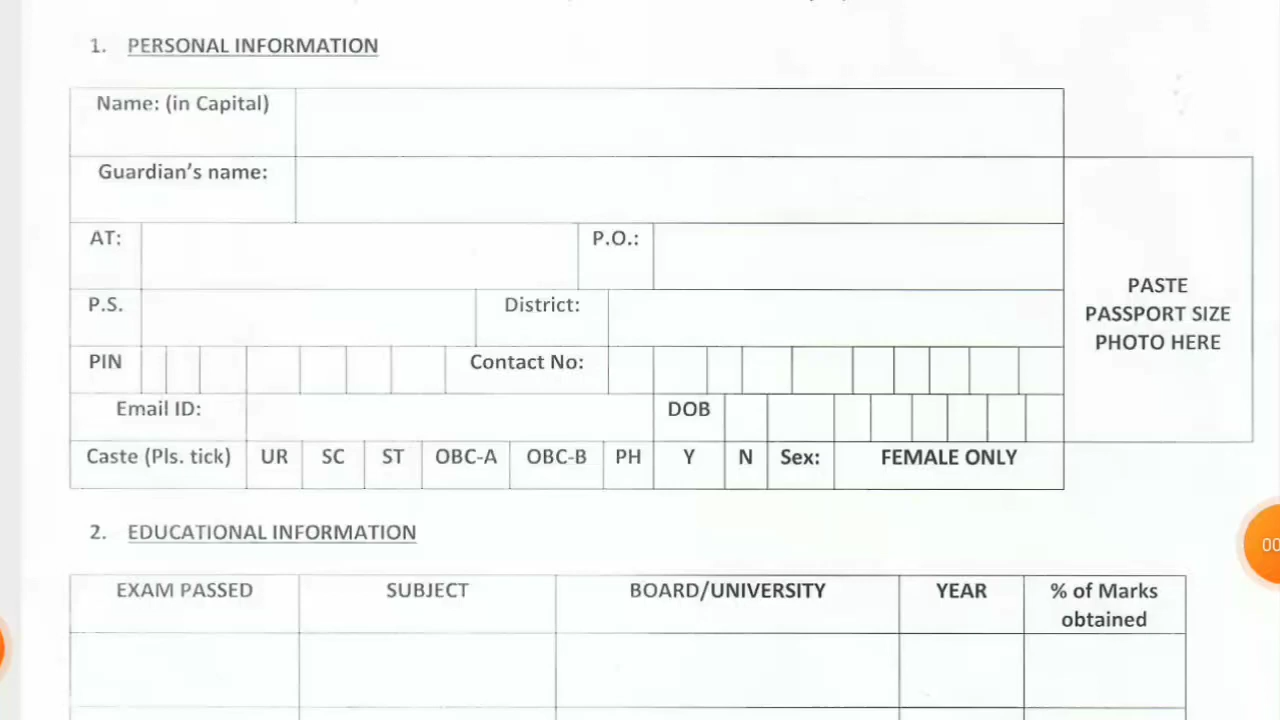 1. PERSONAL INFORMATION
Name: (in Capital)
Guardian's name:
AT: P.O.:
P.S. District:
PIN Contact No:
Email ID: DOB
Caste (Pls. tick) UR SC ST OBC-A OBC-B PH Y N Sex: FEMALE ONLY
PASTE
PASSPORT SIZE
PHOTO HERE
2. EDUCATIONAL INFORMATION
EXAM PASSED SUBJECT BOARD/UNIVERSITY YEAR % of Marks
obtained
00